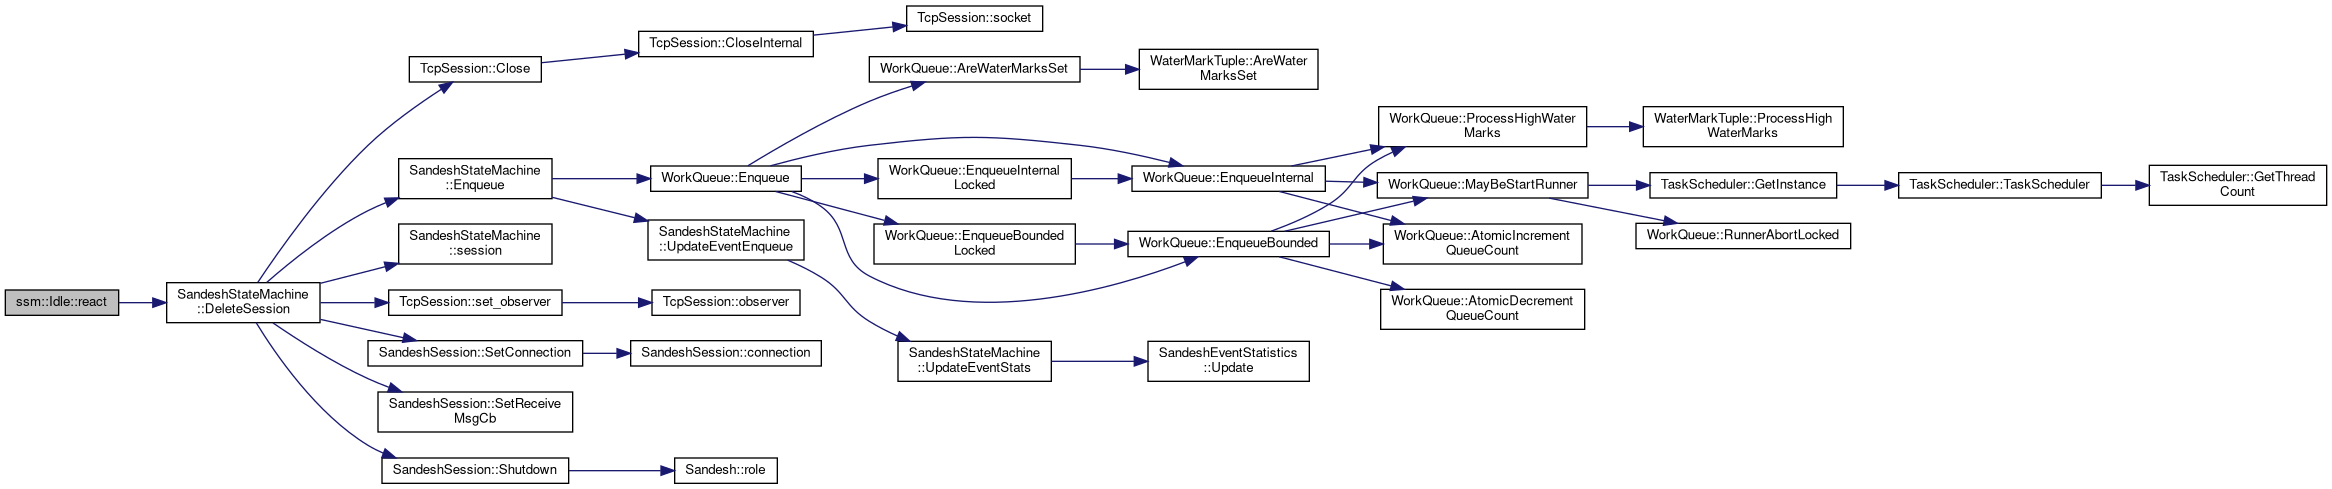 ssm::Idle::react
SandeshStateMachine
::DeleteSession
TcpSession::Close
TcpSession::CloseInternal
TcpSession::socket
SandeshStateMachine
::Enqueue
WorkQueue::Enqueue
WorkQueue::AreWaterMarksSet
WaterMarkTuple::AreWater
MarksSet
WorkQueue::EnqueueInternal
Locked
WorkQueue::EnqueueInternal
WorkQueue::ProcessHighWater
Marks
WaterMarkTuple::ProcessHigh
WaterMarks
WorkQueue::MayBeStartRunner
TaskScheduler::GetInstance
TaskScheduler::TaskScheduler
TaskScheduler::GetThread
Count
WorkQueue::RunnerAbortLocked
WorkQueue::AtomicIncrement
QueueCount
WorkQueue::EnqueueBounded
Locked
WorkQueue::EnqueueBounded
WorkQueue::AtomicDecrement
QueueCount
SandeshStateMachine
::UpdateEventEnqueue
SandeshStateMachine
::UpdateEventStats
SandeshEventStatistics
::Update
SandeshStateMachine
::session
TcpSession::set_observer
TcpSession::observer
SandeshSession::SetConnection
SandeshSession::connection
SandeshSession::SetReceive
MsgCb
SandeshSession::Shutdown
Sandesh::role